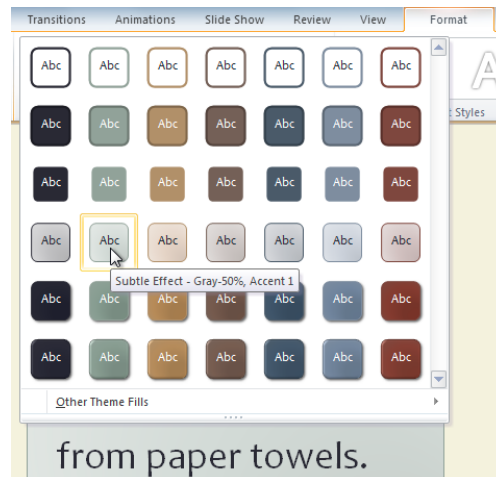 Transitions Animations Slide Show Review View Format
Abc Abc Abc Abc Abc Abc Abc
Abc Abc Abc Abc Abc Abc Abc
t Styles
Abc Abc Abc Abc Abc Abc Abc
Abc Abc Abc Abc Abc Abc Abc
Subtle Effect - Gray-50%, Accent 1
Abc Abc Abc Abc Abc Abc Abc
Abc Abc Abc Abc Abc Abc Abc
Other Theme Fills
from paper towels.